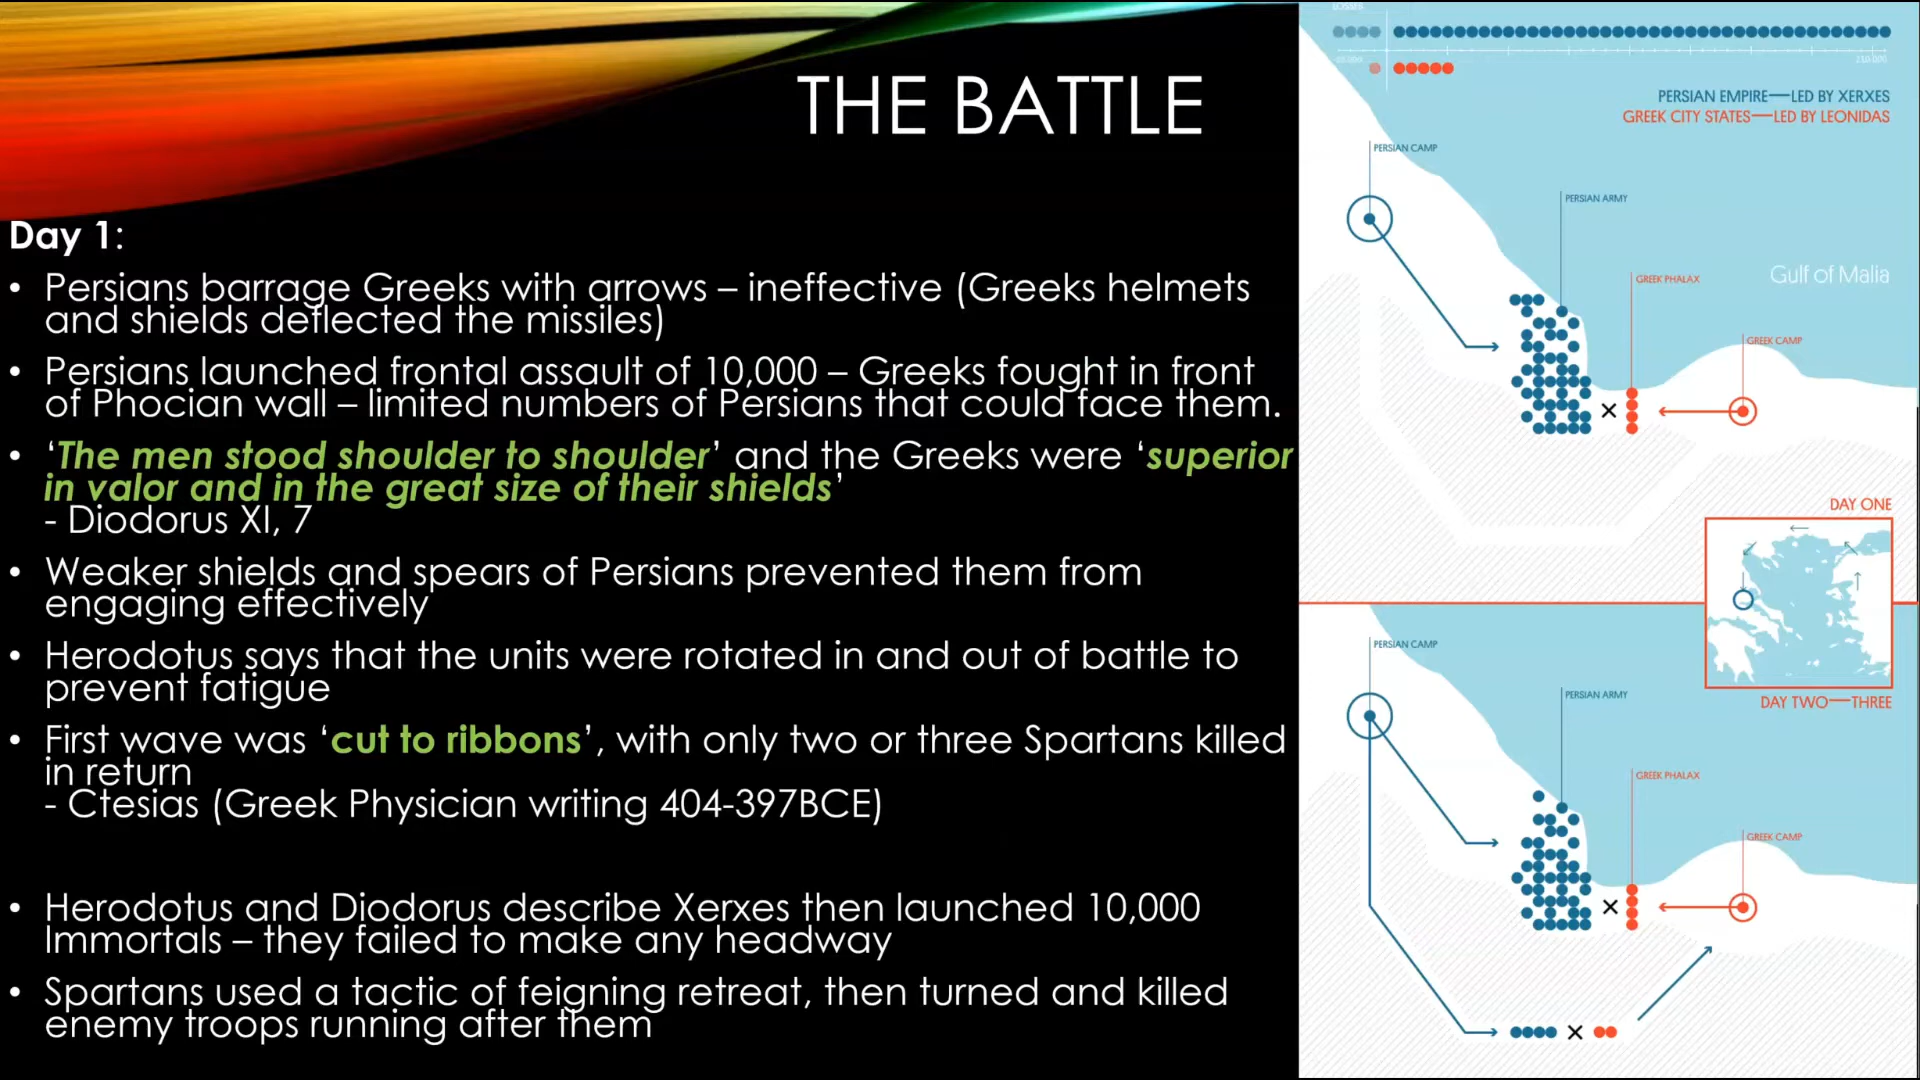 THE BATTLE
Day 1:
• Persians barrage Greeks with arrows – ineffective (Greeks helmets
and shields deflected the missiles)
• Persians launched frontal assault of 10,000 – Greeks fought in front
of Phocian wall – limited numbers of Persians that could face them.
• ‘The men stood shoulder to shoulder’ and the Greeks were ‘superior
in valor and in the great size of their shields’
- Diodorus XI, 7
• Weaker shields and spears of Persians prevented them from
engaging effectively
• Herodotus says that the units were rotated in and out of battle to
prevent fatigue
• First wave was ‘cut to ribbons’, with only two or three Spartans killed
in return
- Ctesias (Greek Physician writing 404-397BCE)
• Herodotus and Diodorus describe Xerxes then launched 10,000
Immortals – they failed to make any headway
• Spartans used a tactic of feigning retreat, then turned and killed
enemy troops running after them
PERSIAN EMPIRE—LED BY XERXES
GREEK CITY STATES—LED BY LEONIDAS
PERSIAN CAMP
PERSIAN ARMY
GREEK PHALAX
Gulf of Malia
GREEK CAMP
DAY ONE
DAY TWO—THREE
PERSIAN CAMP
PERSIAN ARMY
GREEK PHALAX
GREEK CAMP